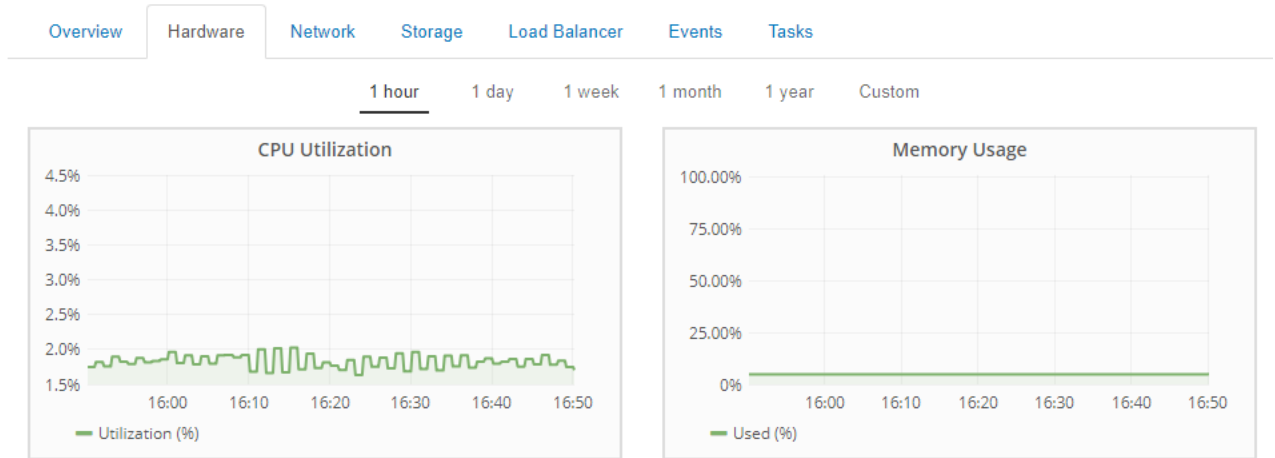 Overview Hardware Network Storage Load Balancer Events Tasks
1 hour 1 day 1 week 1 month 1 year Custom
CPU Utilization
4.5%
4.0%
3.5%
3.0%
2.5%
2.0%
1.5%
16:00 16:10 16:20 16:30 16:40 16:50
Utilization (%)
Memory Usage
100.00%
75.00%
50.00%
25.00%
0%
16:00 16:10 16:20 16:30 16:40 16:50
Used (%)